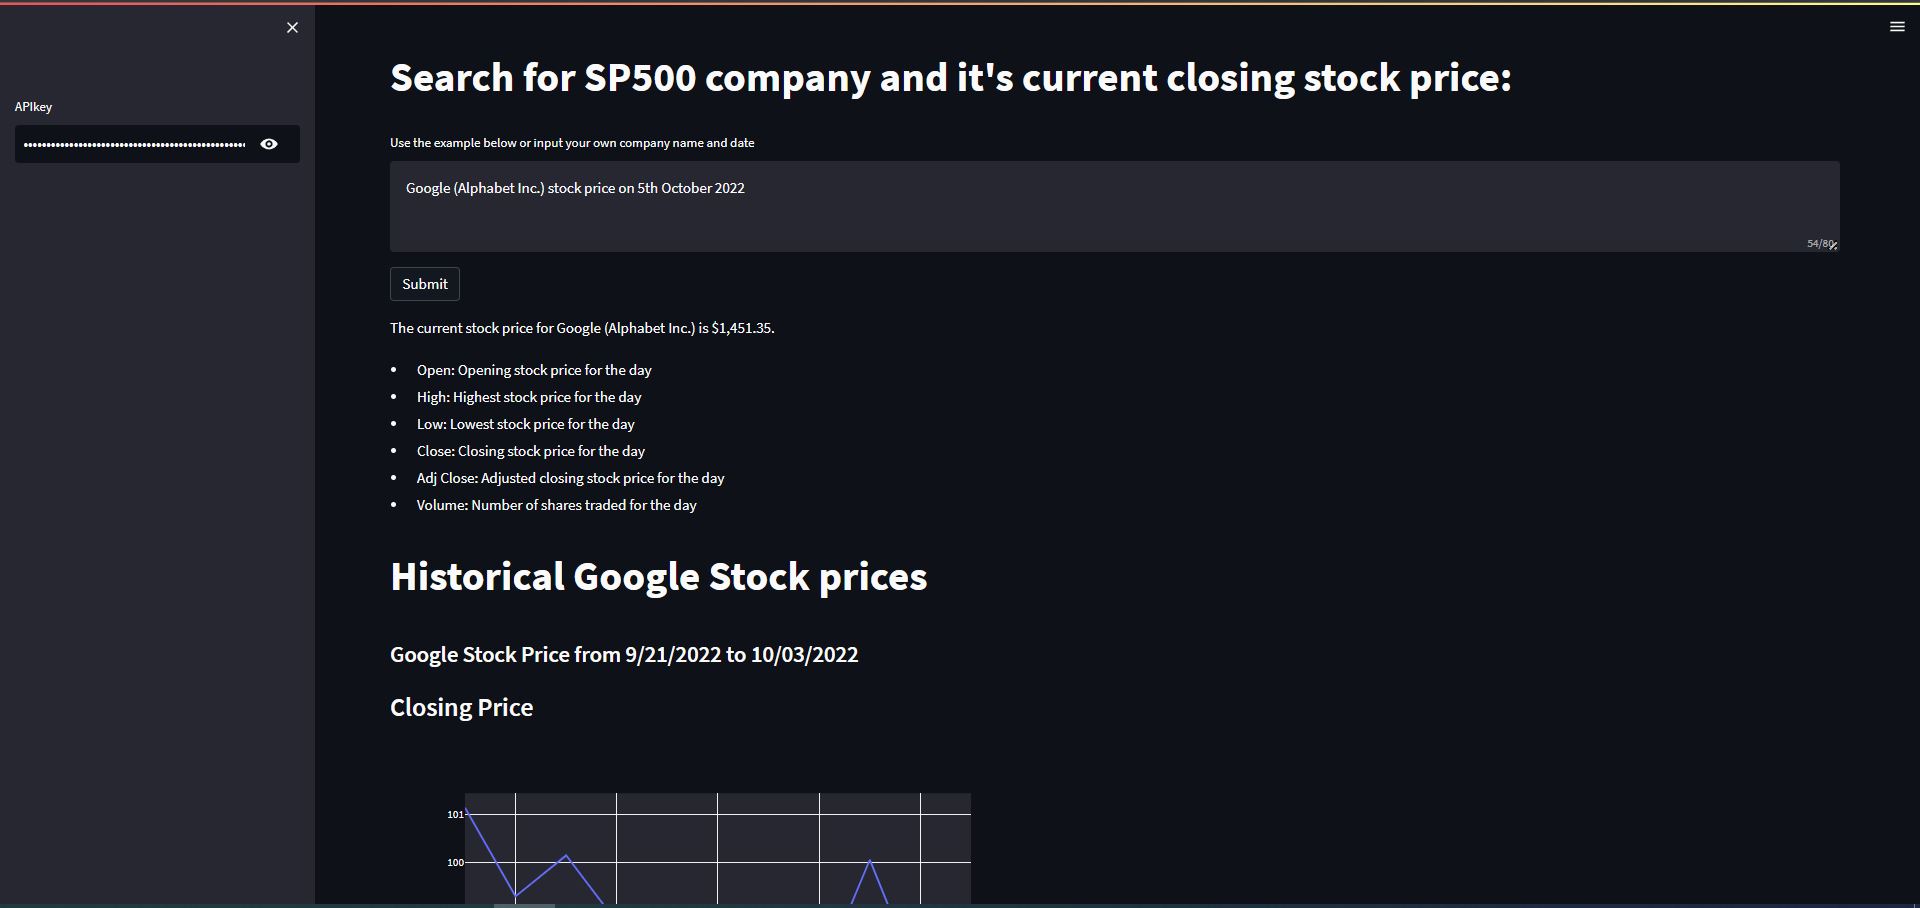 APIkey
Search for SP500 company and it's current closing stock price:
Use the example below or input your own company name and date
Google (Alphabet Inc.) stock price on 5th October 2022
54/80
Submit
The current stock price for Google (Alphabet Inc.) is $1,451.35.
• Open: Opening stock price for the day
• High: Highest stock price for the day
• Low: Lowest stock price for the day
• Close: Closing stock price for the day
• Adj Close: Adjusted closing stock price for the day
• Volume: Number of shares traded for the day
Historical Google Stock prices
Google Stock Price from 9/21/2022 to 10/03/2022
Closing Price
101
100